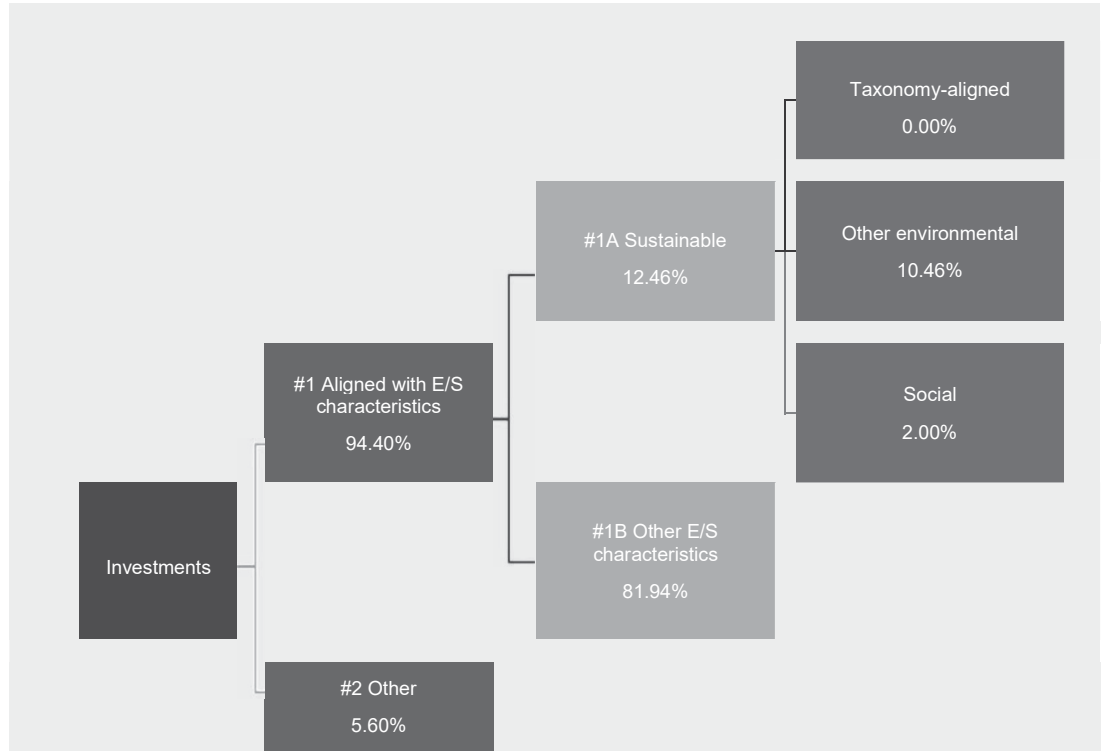 Taxonomy-aligned
0.00%
#1A Sustainable
12.46%
Other environmental
10.46%
#1 Aligned with E/S
characteristics
94.40%
Social
2.00%
#1B Other E/S
characteristics
81.94%
Investments
#2 Other
5.60%